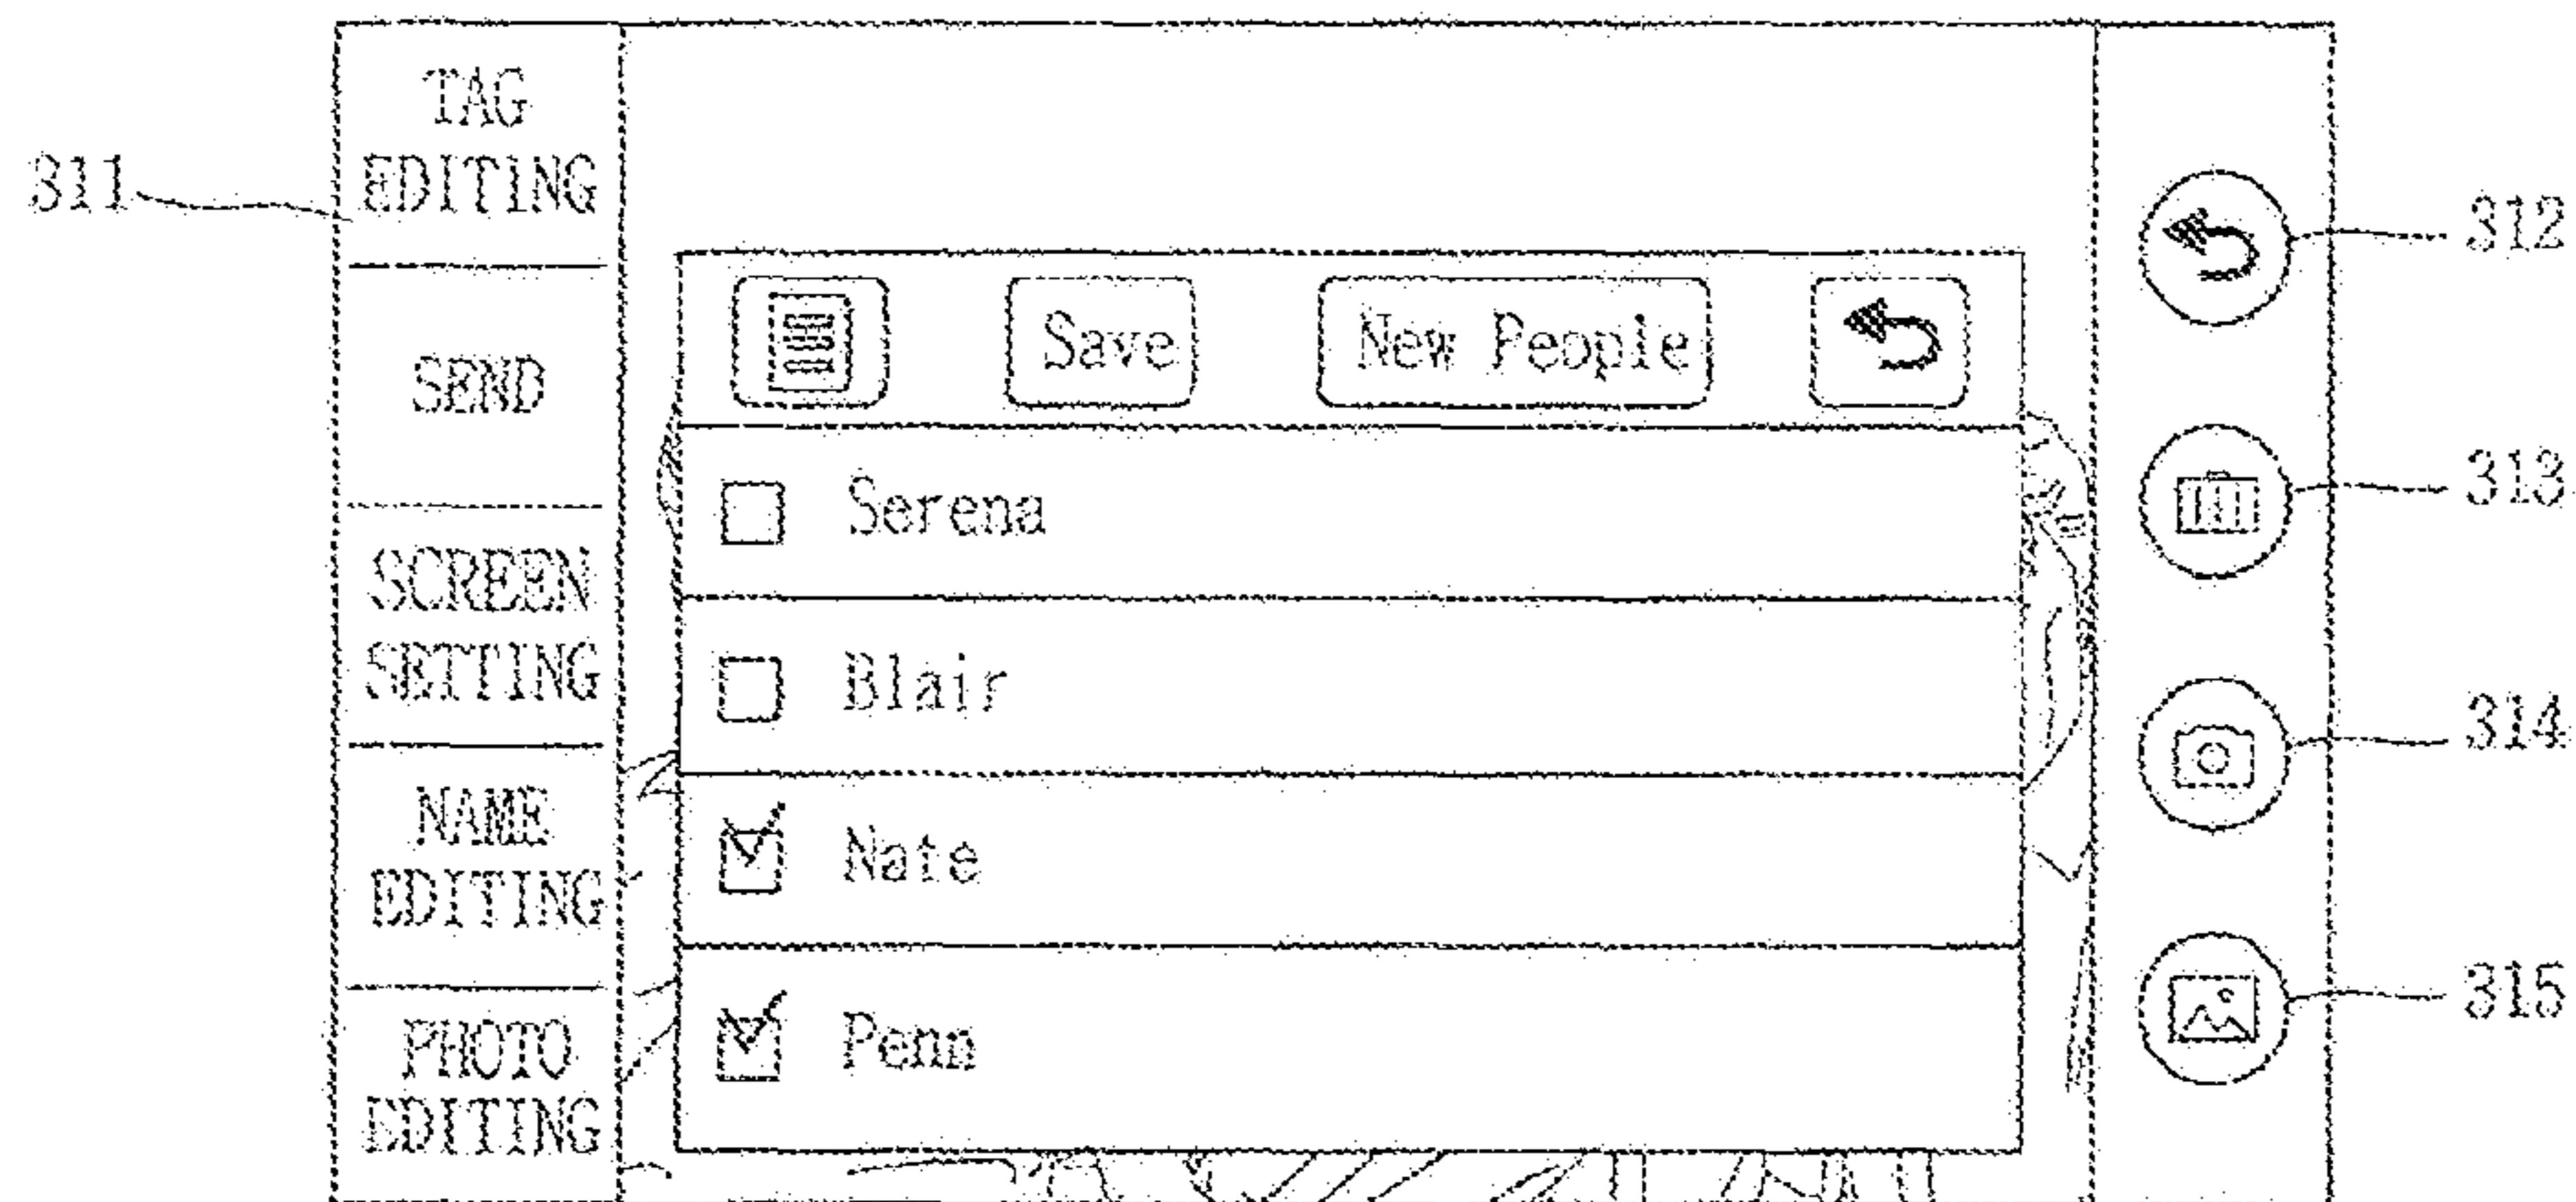 TAG
EDITING
311
SEND
SCREEN
SETTING
NAME
EDITING
PHOTO
EDITING
Save
New People
Serena
Blair
Nate
Penn
312
313
314
315